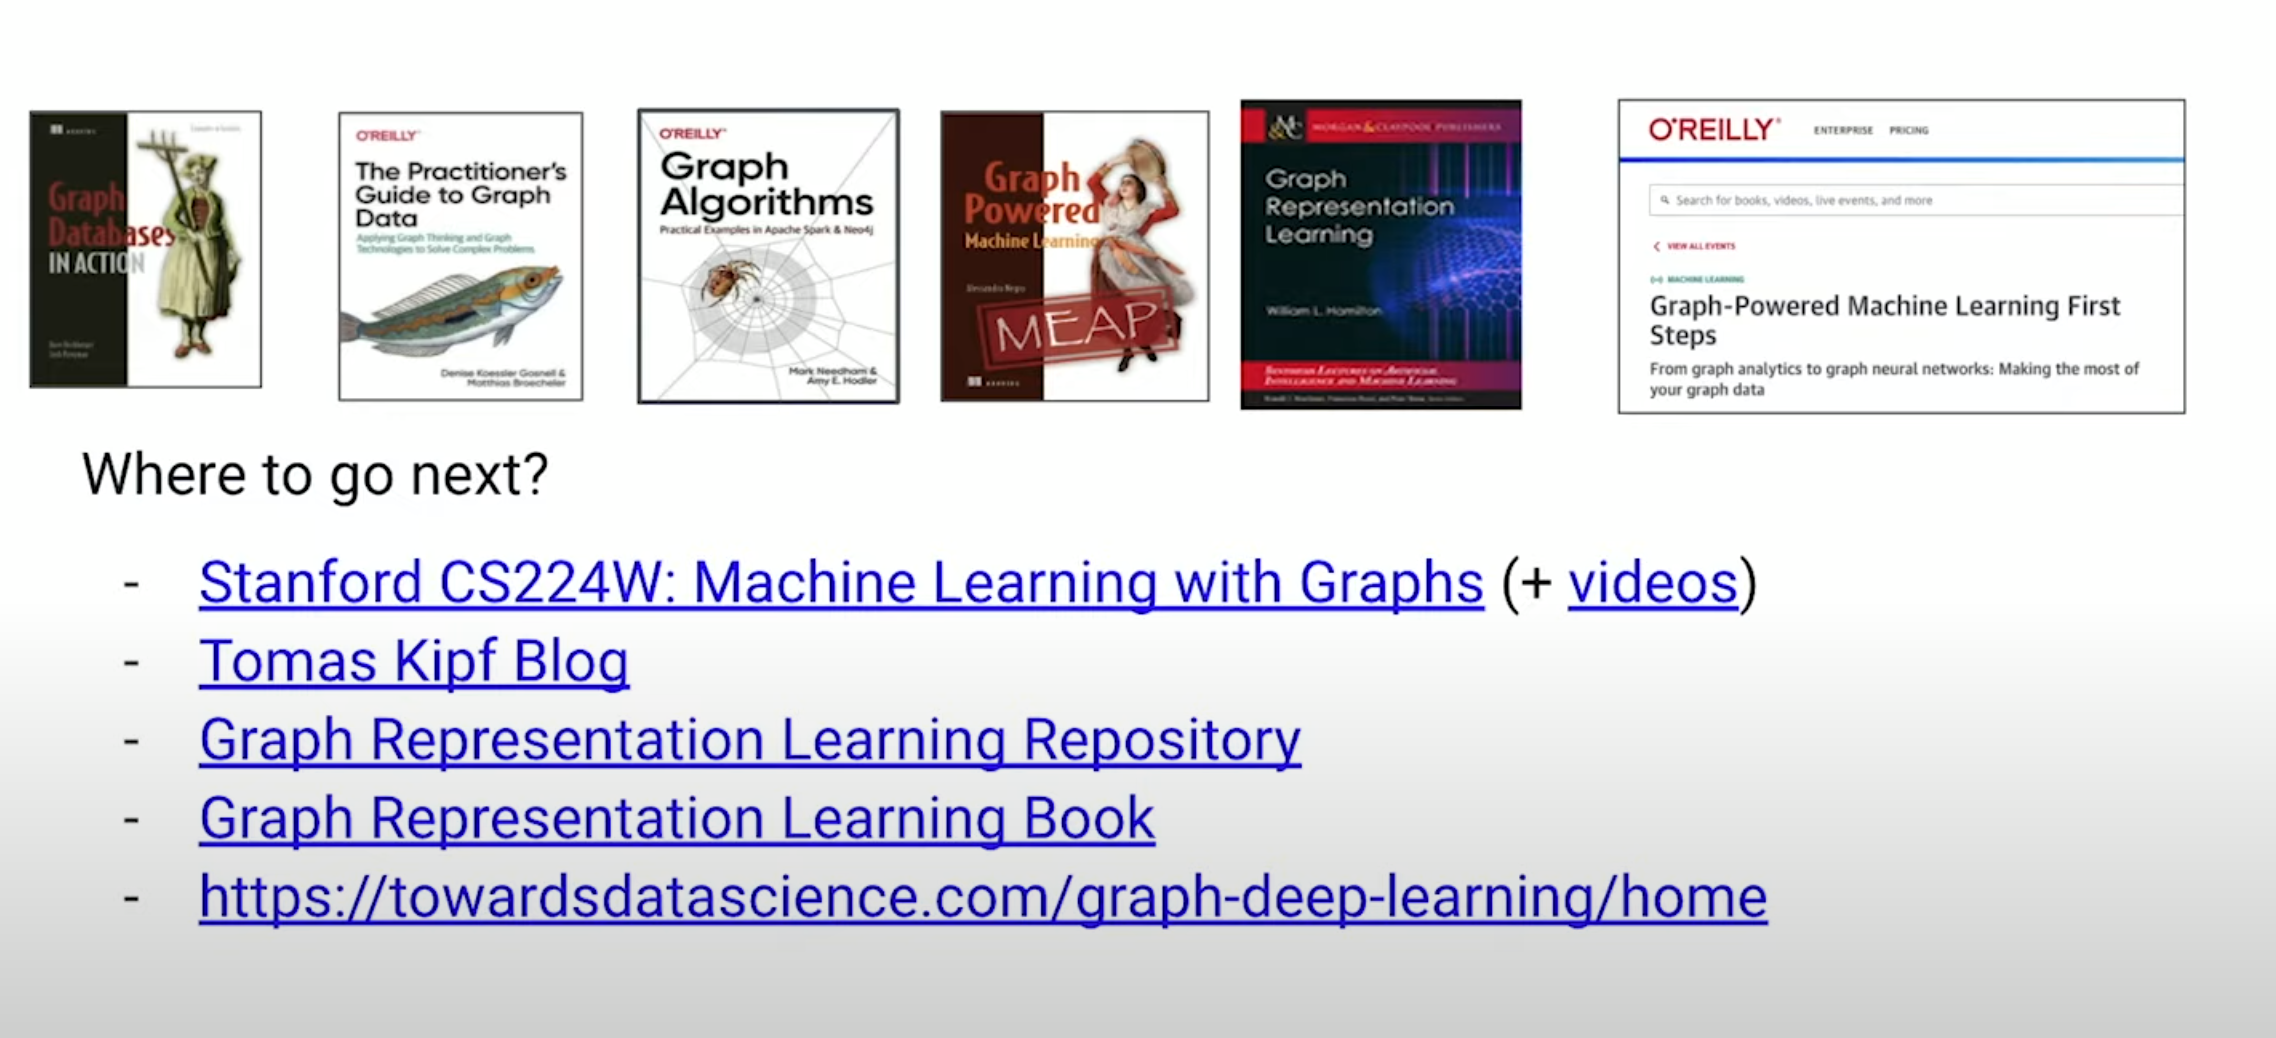 Graph
Databases
IN ACTION
O'REILLY
The Practitioner's
Guide to Graph
Data
Applying Graph Thinking and Graph
Technologies to Solve Complex Problems
Denise Koessler Gosnell &
Matthias Broecheler
O'REILLY
Graph
Algorithms
Practical Examples in Apache Spark & Neo4j
Mark Needham &
Amy E. Hodler
Graph
Powered
Machine Learning
Alessandro Negro
MEAP
MANNING
M&C
MORGAN & CLAYPOOL PUBLISHERS
Graph
Representation
Learning
William L. Hamilton
SYNTHESIS LECTURES ON ARTIFICIAL
INTELLIGENCE AND MACHINE LEARNING
O'REILLY®
ENTERPRISE PRICING
Search for books, videos, live events, and more
VIEW ALL EVENTS
MACHINE LEARNING
Graph-Powered Machine Learning First
Steps
From graph analytics to graph neural networks: Making the most of
your graph data
Where to go next?
- Stanford CS224W: Machine Learning with Graphs (+ videos)
- Tomas Kipf Blog
- Graph Representation Learning Repository
- Graph Representation Learning Book
- https://towardsdatascience.com/graph-deep-learning/home